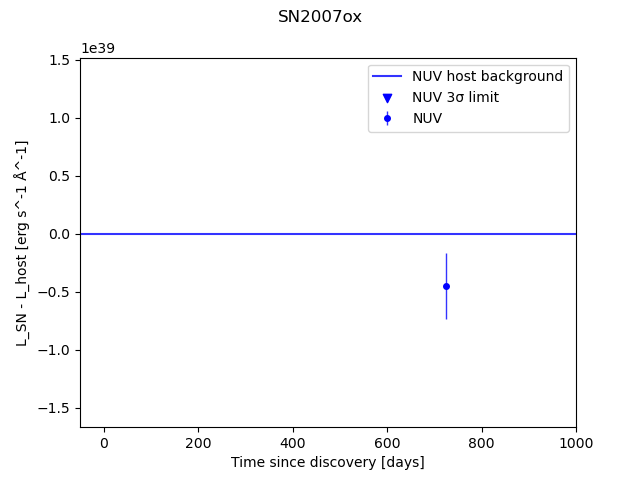 SN2007ox
1e39
NUV host background
NUV 3σ limit
NUV
1.5
1.0
0.5
0.0
−0.5
−1.0
−1.5
L_SN - L_host [erg s^-1 Å^-1]
0 200 400 600 800 1000
Time since discovery [days]